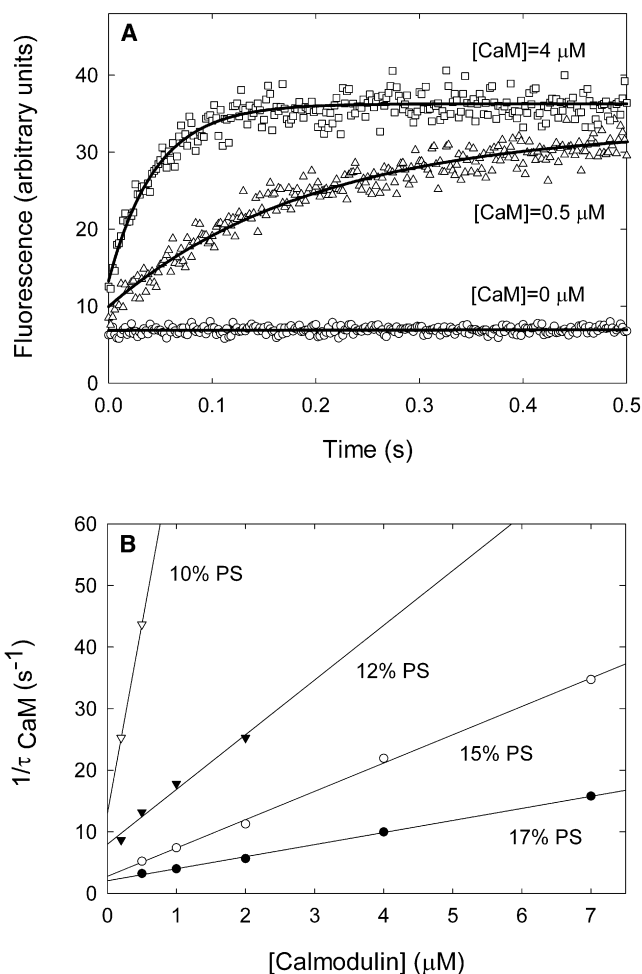 A
[CaM]=4 μM
[CaM]=0.5 μM
[CaM]=0 μM
Fluorescence (arbitrary units)
40
30
20
10
0
0.0 0.1 0.2 0.3 0.4 0.5
Time (s)
B
10% PS
12% PS
15% PS
17% PS
1/τ CaM (s-1)
60
50
40
30
20
10
0
0 1 2 3 4 5 6 7
[Calmodulin] (μM)